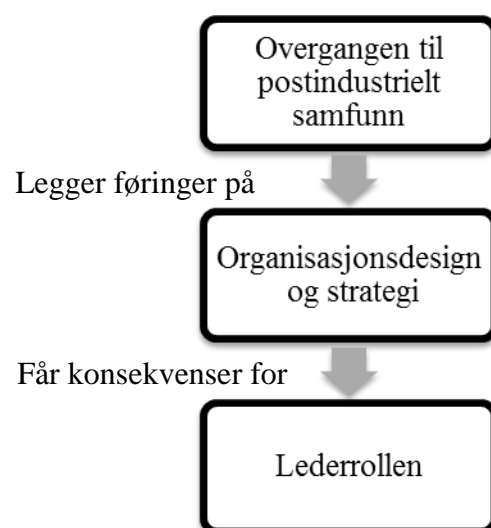 Overgangen til
postindustrielt
samfunn
Legger føringer på
Organisasjonsdesign
og strategi
Får konsekvenser for
Lederrollen